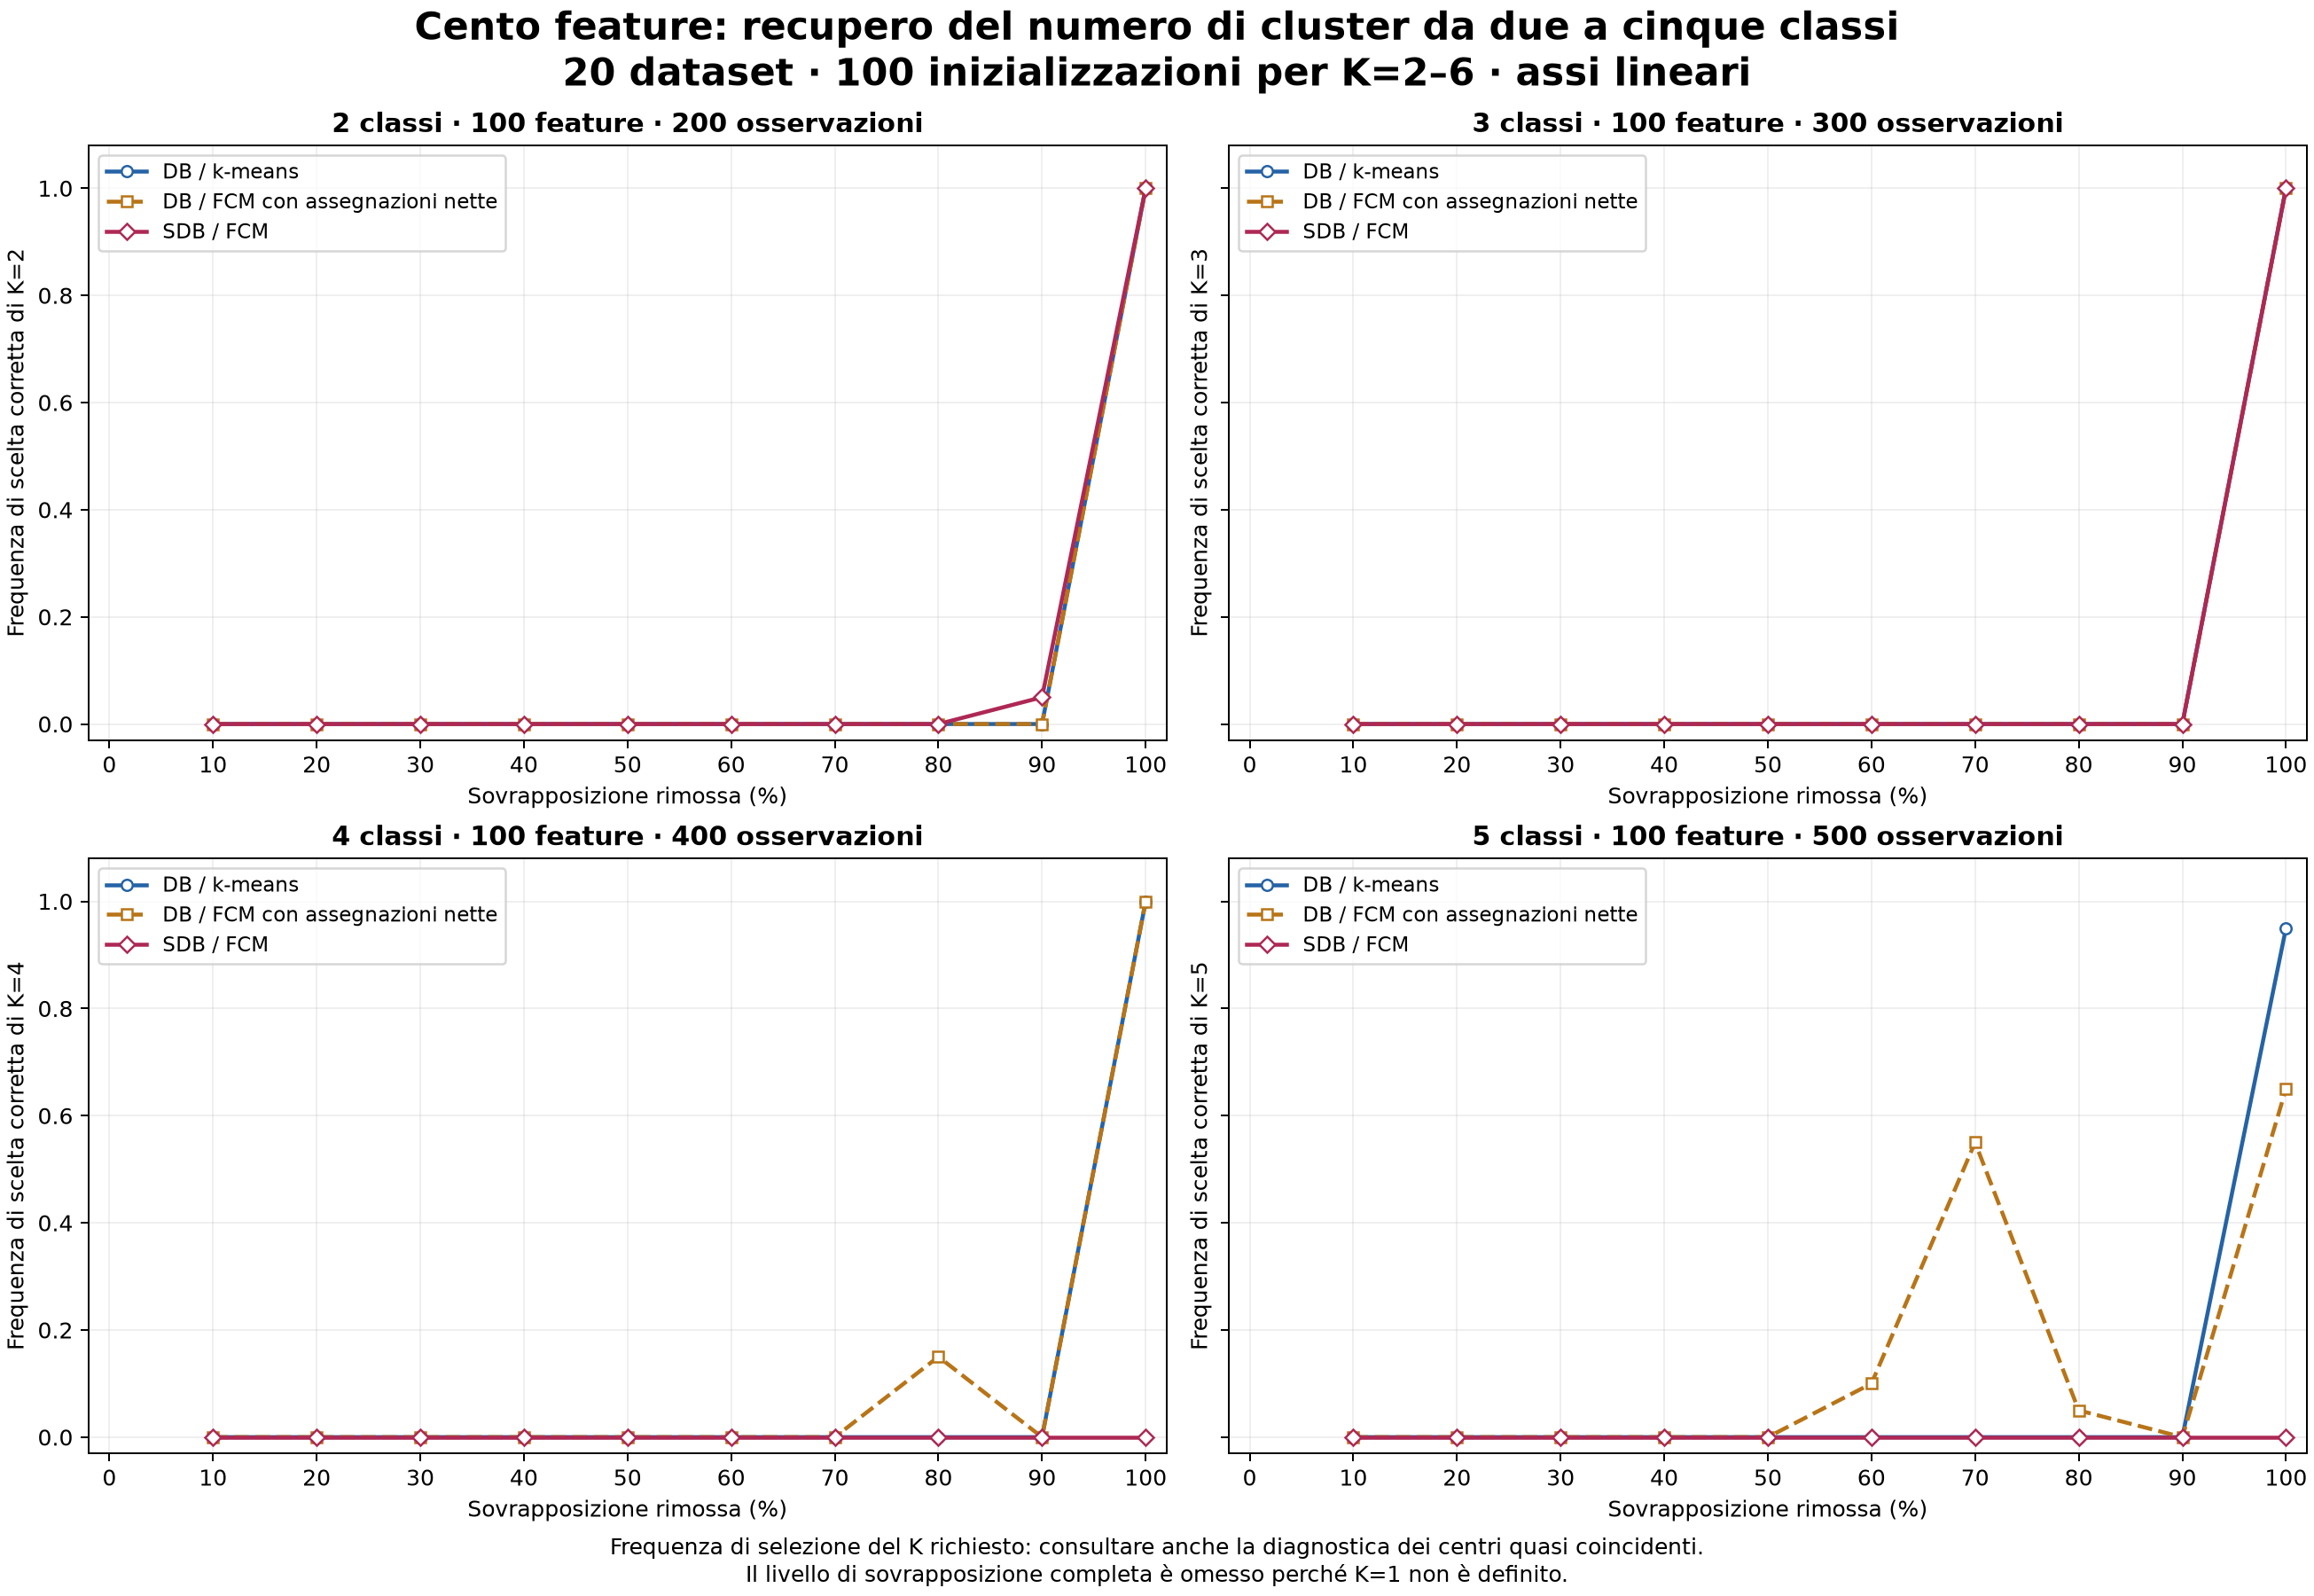 Cento feature: recupero del numero di cluster da due a cinque classi
20 dataset · 100 inizializzazioni per K=2–6 · assi lineari
2 classi · 100 feature · 200 osservazioni
DB / k-means
DB / FCM con assegnazioni nette
SDB / FCM
Frequenza di scelta corretta di K=2
1.0
0.8
0.6
0.4
0.2
0.0
0 10 20 30 40 50 60 70 80 90 100
Sovrapposizione rimossa (%)
3 classi · 100 feature · 300 osservazioni
DB / k-means
DB / FCM con assegnazioni nette
SDB / FCM
Frequenza di scelta corretta di K=3
0 10 20 30 40 50 60 70 80 90 100
Sovrapposizione rimossa (%)
4 classi · 100 feature · 400 osservazioni
DB / k-means
DB / FCM con assegnazioni nette
SDB / FCM
Frequenza di scelta corretta di K=4
1.0
0.8
0.6
0.4
0.2
0.0
0 10 20 30 40 50 60 70 80 90 100
Sovrapposizione rimossa (%)
5 classi · 100 feature · 500 osservazioni
DB / k-means
DB / FCM con assegnazioni nette
SDB / FCM
Frequenza di scelta corretta di K=5
0 10 20 30 40 50 60 70 80 90 100
Sovrapposizione rimossa (%)
Frequenza di selezione del K richiesto: consultare anche la diagnostica dei centri quasi coincidenti.
Il livello di sovrapposizione completa è omesso perché K=1 non è definito.